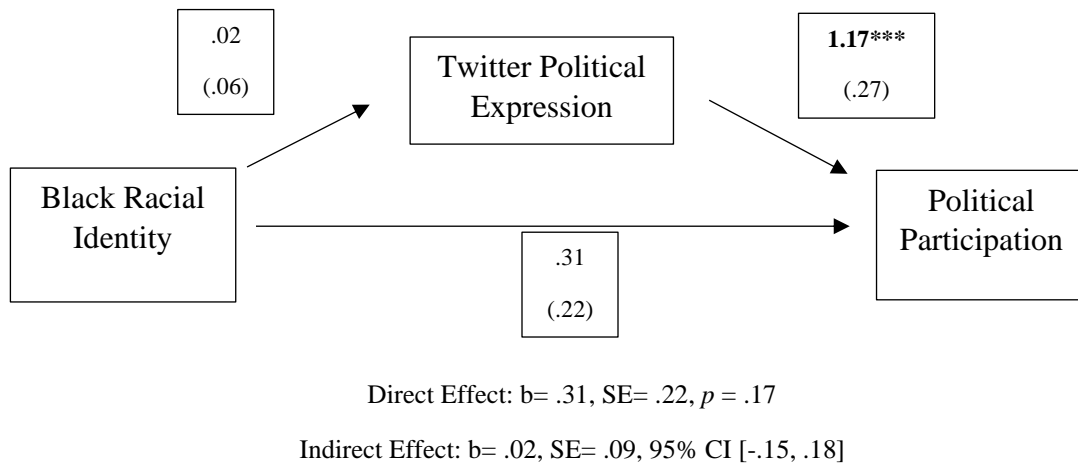 .02
(.06)
Twitter Political
Expression
1.17***
(.27)
Black Racial
Identity
Political
Participation
.31
(.22)
Direct Effect: b= .31, SE= .22, p = .17
Indirect Effect: b= .02, SE= .09, 95% CI [-.15, .18]